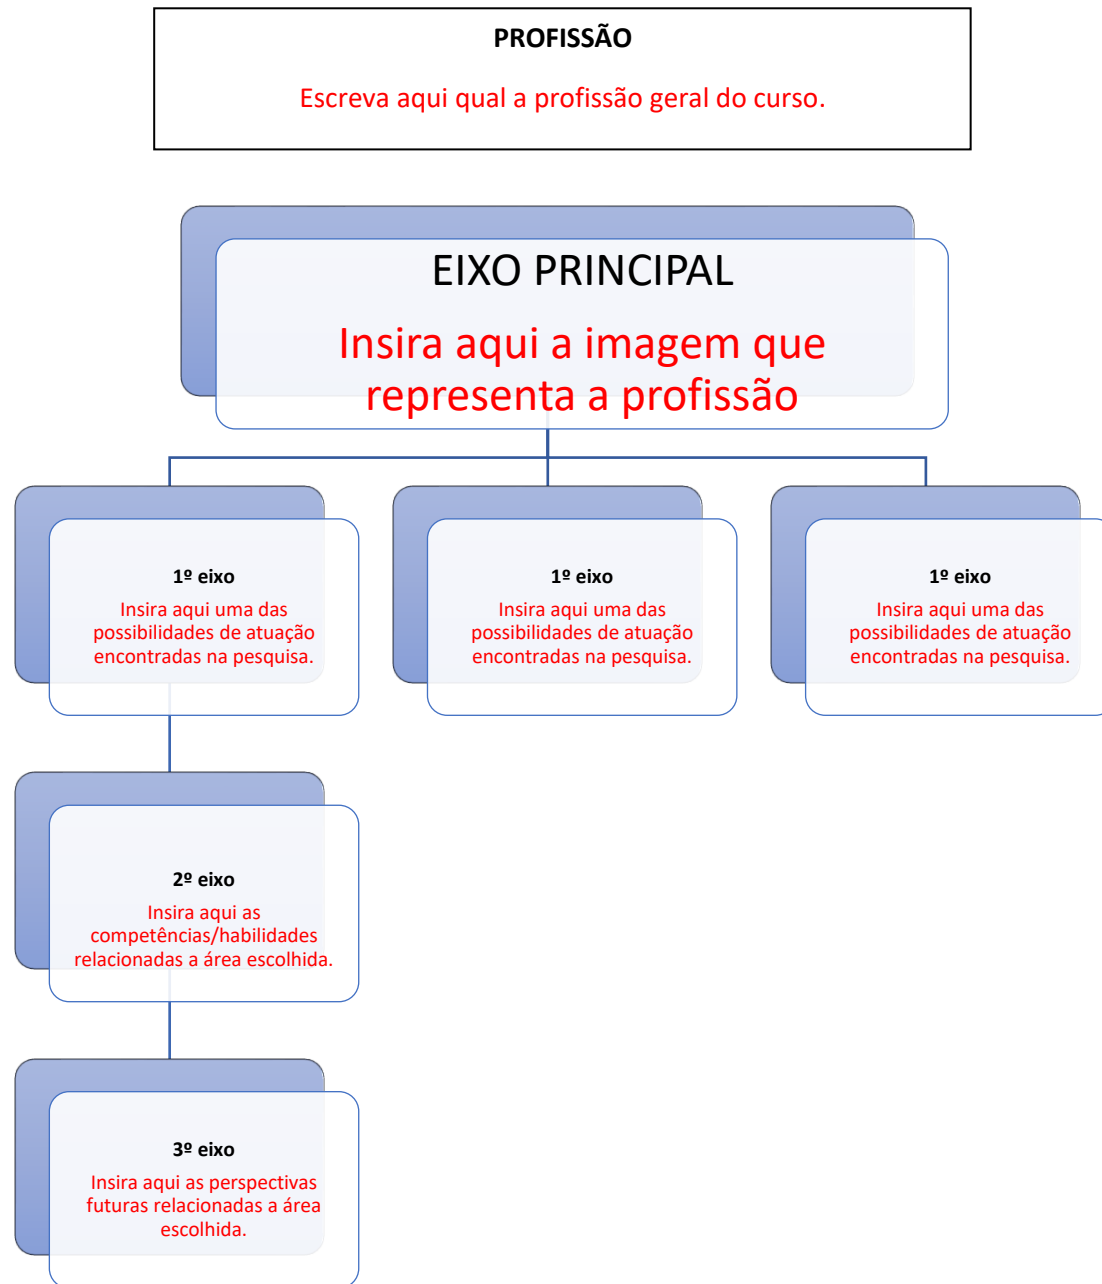 PROFISSÃO
Escreva aqui qual a profissão geral do curso.
EIXO PRINCIPAL
Insira aqui a imagem que
representa a profissão
1º eixo
Insira aqui uma das
possibilidades de atuação
encontradas na pesquisa.
1º eixo
Insira aqui uma das
possibilidades de atuação
encontradas na pesquisa.
1º eixo
Insira aqui uma das
possibilidades de atuação
encontradas na pesquisa.
2º eixo
Insira aqui as
competências/habilidades
relacionadas a área escolhida.
3º eixo
Insira aqui as perspectivas
futuras relacionadas a área
escolhida.